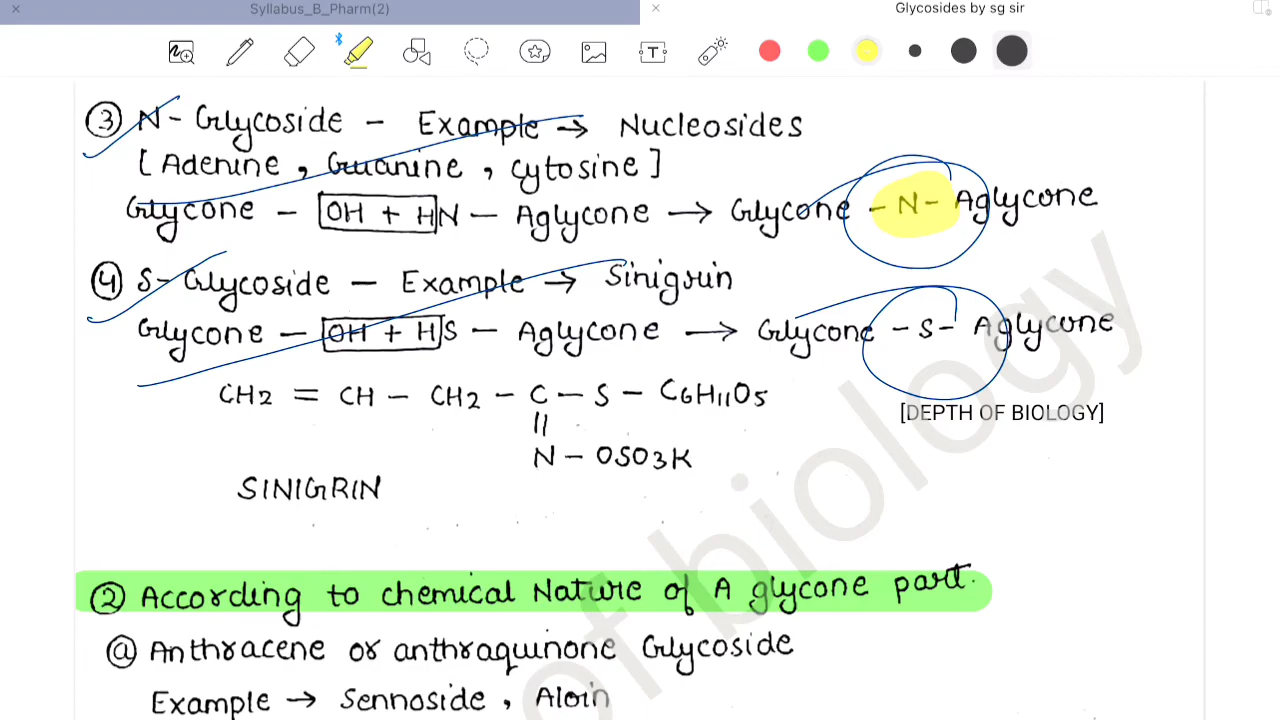 Syllabus_B_Pharm(2)
Glycosides by sg sir
③ N-Glycoside - Example → Nucleosides
[Adenine, Guanine, cytosine]
Glycone - OH + HN - Aglycone → Glycone - N - Aglycone
④ S-Glycoside - Example → Sinigrin
Glycone - OH + HS - Aglycone → Glycone - S - Aglycone
CH2 = CH - CH2 - C - S - C6H11O5
[DEPTH OF BIOLOGY]
||
N - OSO3K
SINIGRIN
② According to chemical Nature of A glycone part.
ⓐ Anthracene or anthraquinone Glycoside
Example → Sennoside, Aloin
of biology